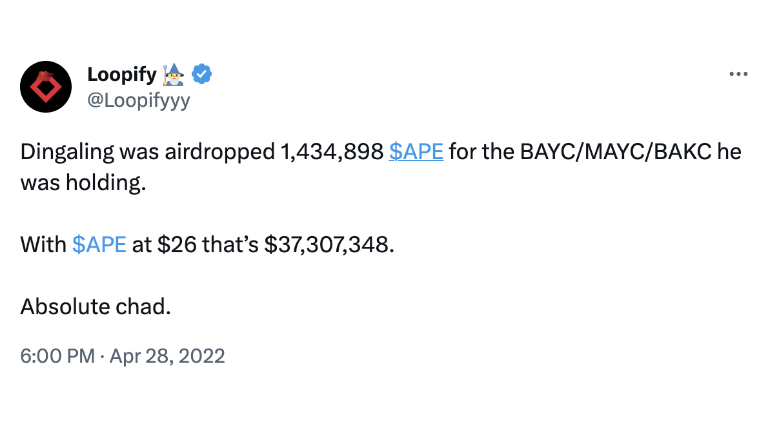 Loopify 🧙‍♂️
@Loopifyyy
Dingaling was airdropped 1,434,898 $APE for the BAYC/MAYC/BAKC he
was holding.
With $APE at $26 that’s $37,307,348.
Absolute chad.
6:00 PM · Apr 28, 2022